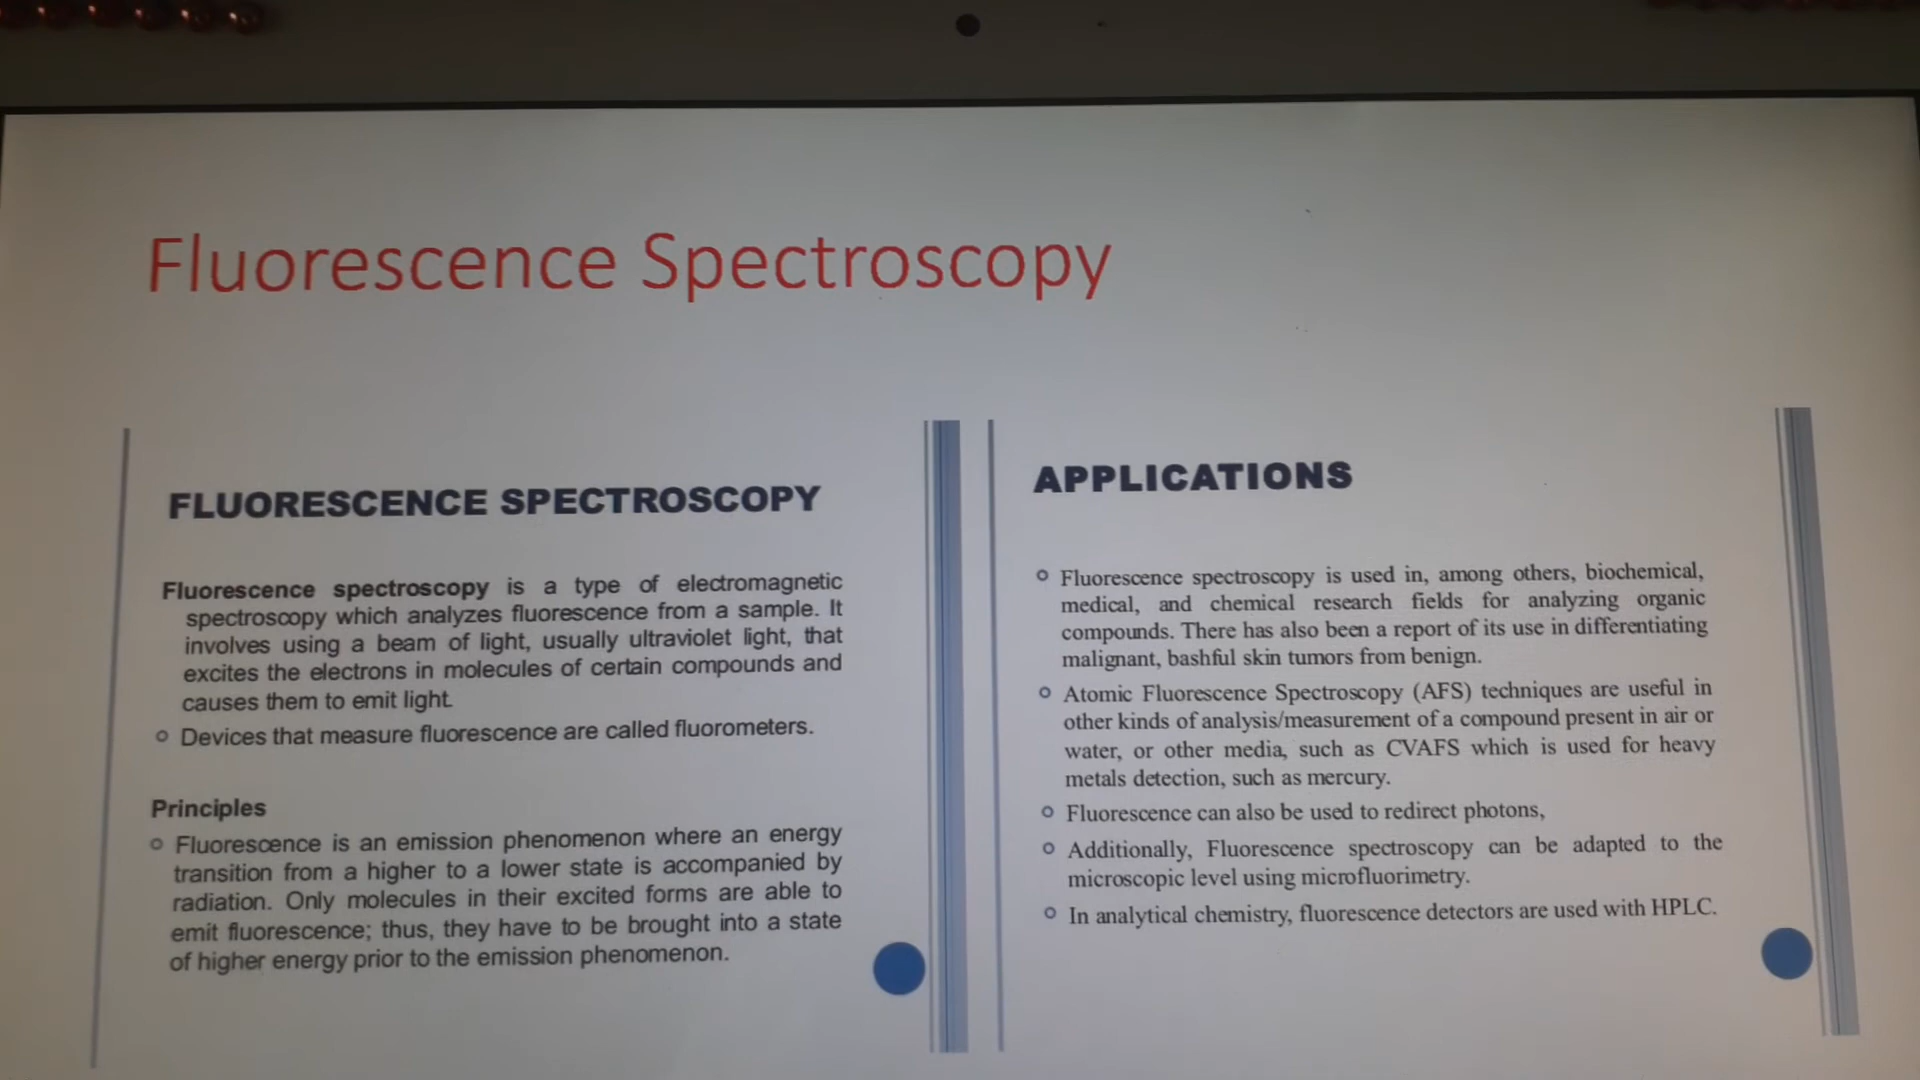 Fluorescence Spectroscopy
FLUORESCENCE SPECTROSCOPY
Fluorescence spectroscopy is a type of electromagnetic
spectroscopy which analyzes fluorescence from a sample. It
involves using a beam of light, usually ultraviolet light, that
excites the electrons in molecules of certain compounds and
causes them to emit light.
Devices that measure fluorescence are called fluorometers.
Principles
Fluorescence is an emission phenomenon where an energy
transition from a higher to a lower state is accompanied by
radiation. Only molecules in their excited forms are able to
emit fluorescence; thus, they have to be brought into a state
of higher energy prior to the emission phenomenon.
APPLICATIONS
Fluorescence spectroscopy is used in, among others, biochemical,
medical, and chemical research fields for analyzing organic
compounds. There has also been a report of its use in differentiating
malignant, bashful skin tumors from benign.
Atomic Fluorescence Spectroscopy (AFS) techniques are useful in
other kinds of analysis/measurement of a compound present in air or
water, or other media, such as CVAFS which is used for heavy
metals detection, such as mercury.
Fluorescence can also be used to redirect photons,
Additionally, Fluorescence spectroscopy can be adapted to the
microscopic level using microfluorimetry.
In analytical chemistry, fluorescence detectors are used with HPLC.